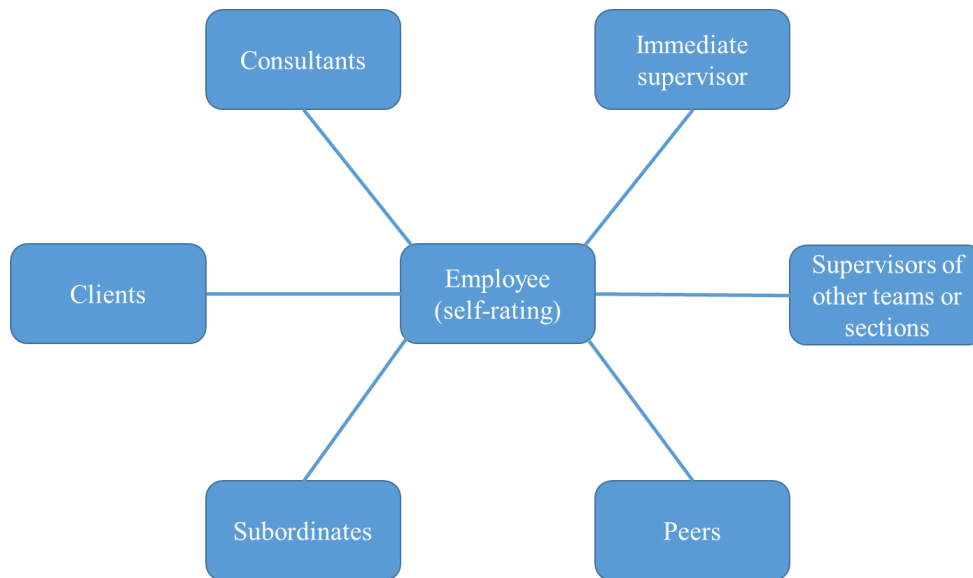 Consultants
Immediate
supervisor
Clients
Employee
(self-rating)
Supervisors of
other teams or
sections
Subordinates
Peers